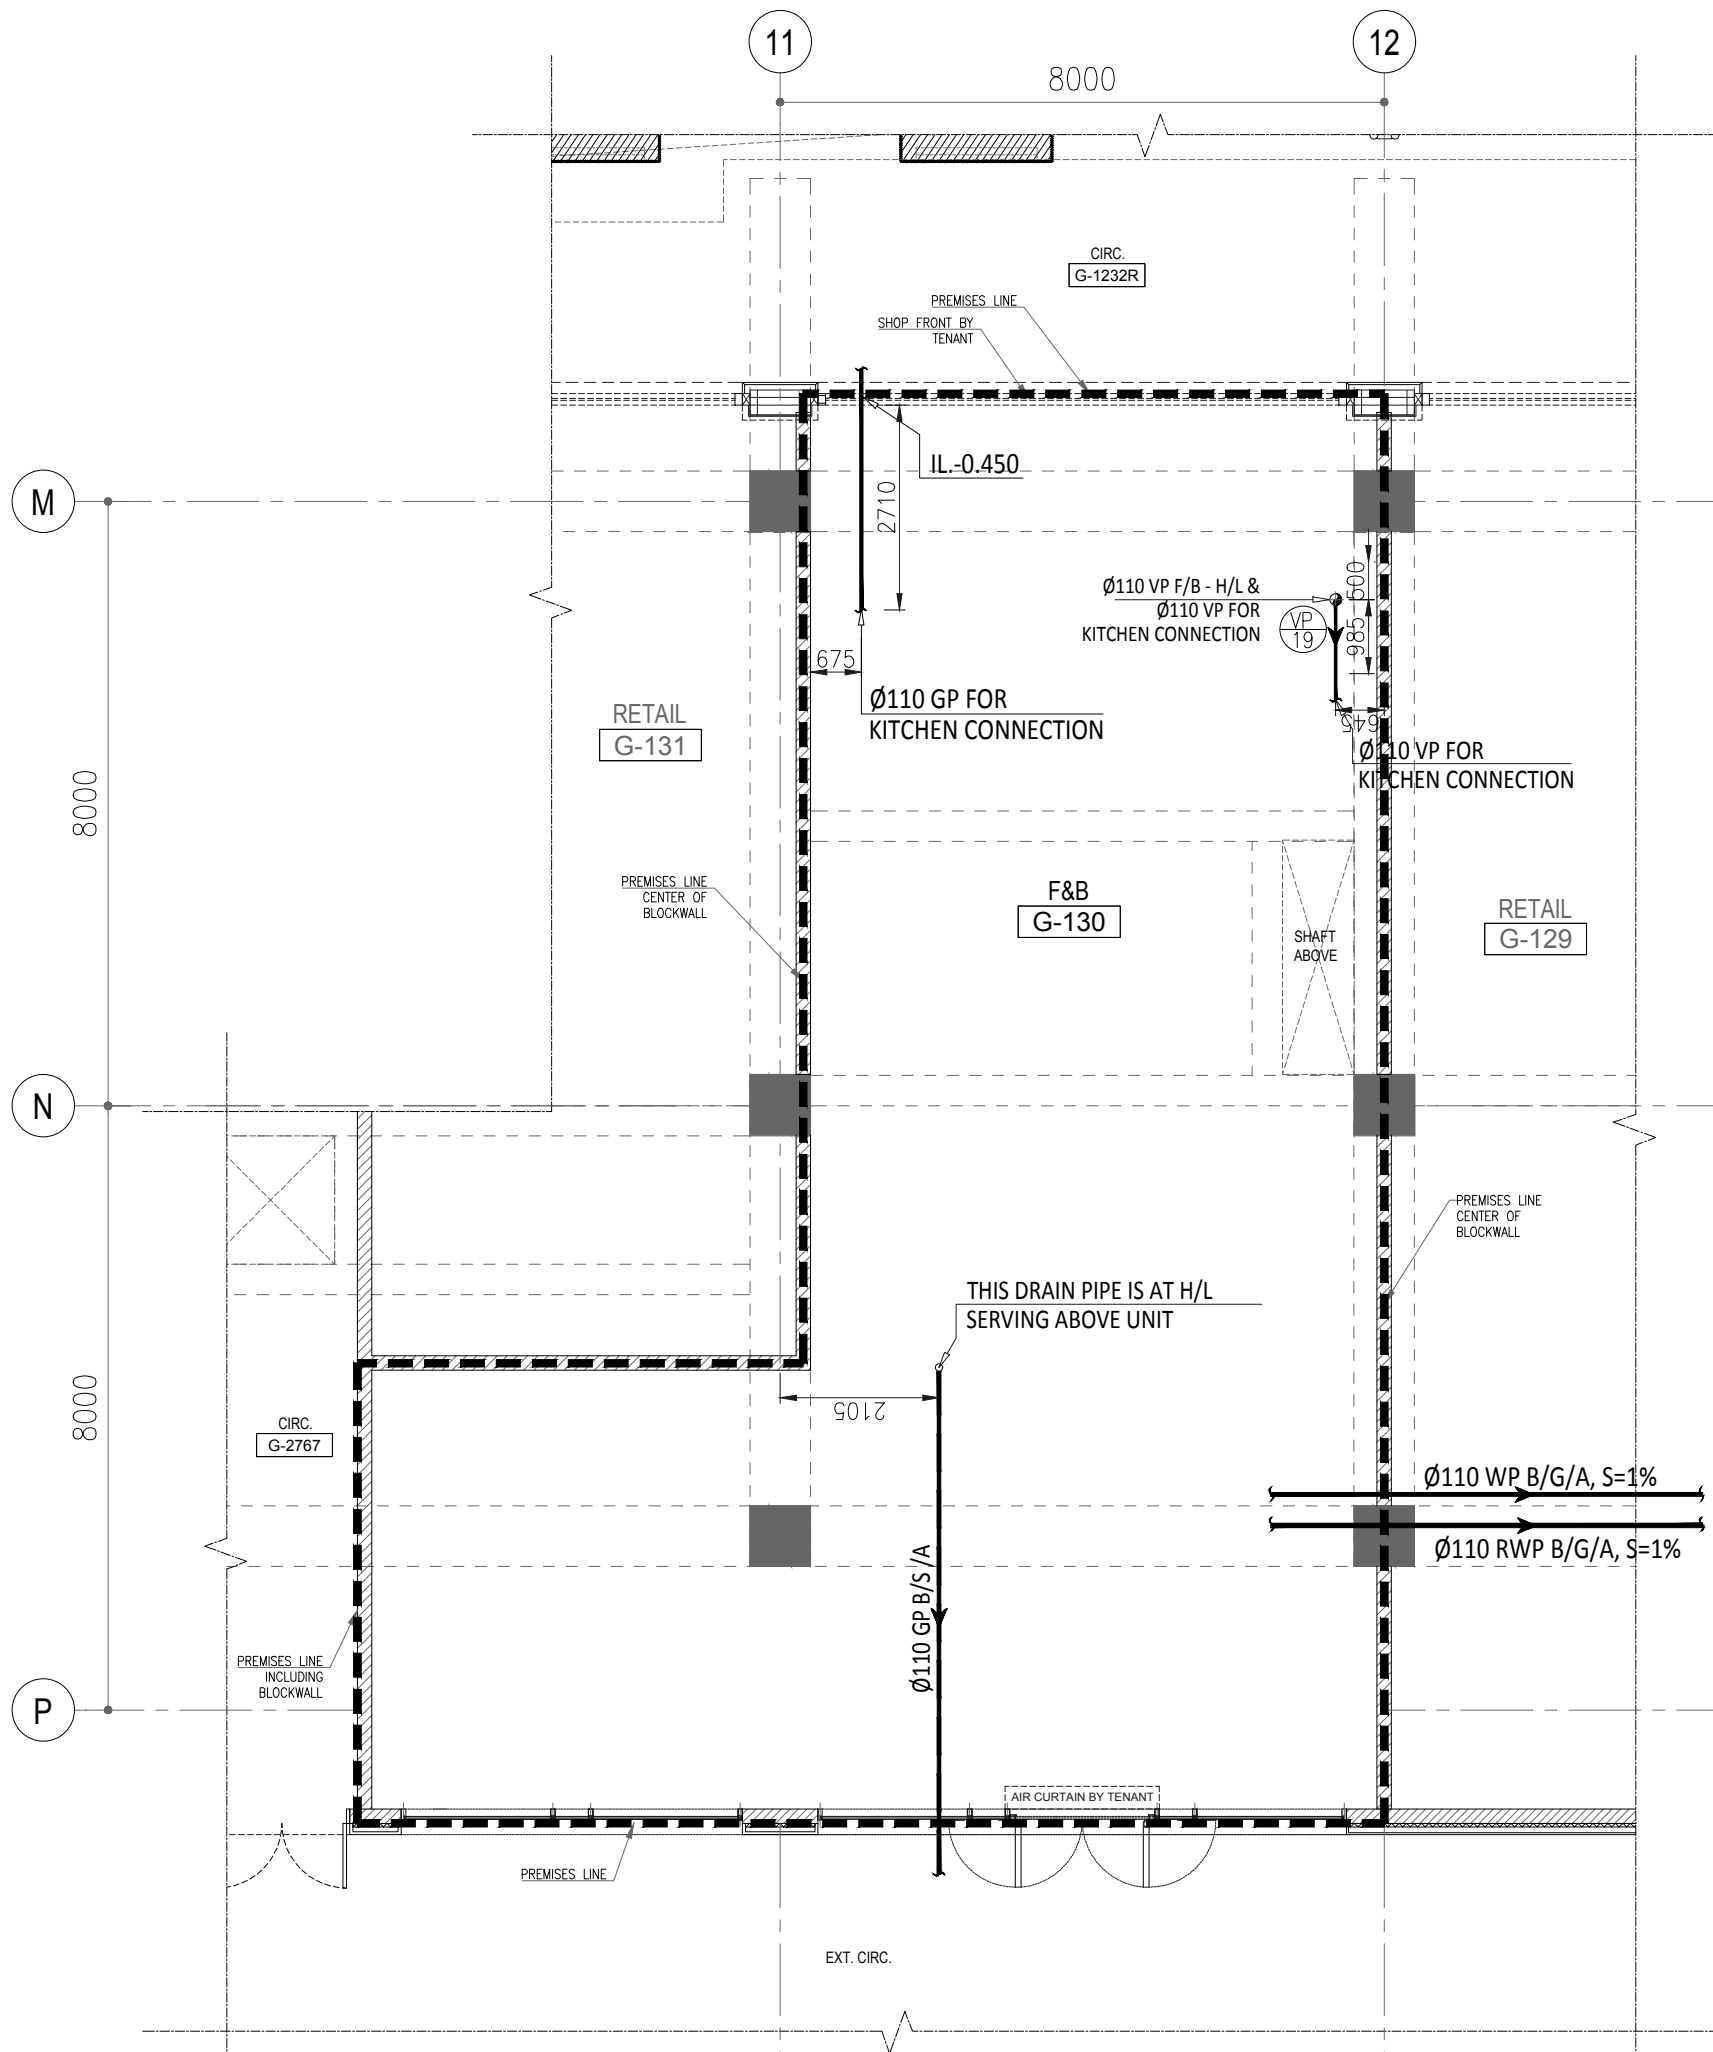 11
12
8000
CIRC.
G-1232R
PREMISES LINE
SHOP FRONT BY
TENANT
IL.-0.450
M
2710
Ø110 VP F/B - H/L &
Ø110 VP FOR
KITCHEN CONNECTION
VP
19
500
985
675
645
Ø110 GP FOR
KITCHEN CONNECTION
RETAIL
G-131
Ø110 VP FOR
KITCHEN CONNECTION
8000
PREMISES LINE
CENTER OF
BLOCKWALL
F&B
G-130
SHAFT
ABOVE
RETAIL
G-129
N
PREMISES LINE
CENTER OF
BLOCKWALL
THIS DRAIN PIPE IS AT H/L
SERVING ABOVE UNIT
8000
2105
CIRC.
G-2767
Ø110 WP B/G/A, S=1%
Ø110 RWP B/G/A, S=1%
Ø110 GP B/S /A
PREMISES LINE
INCLUDING
BLOCKWALL
P
AIR CURTAIN BY TENANT
PREMISES LINE
EXT. CIRC.